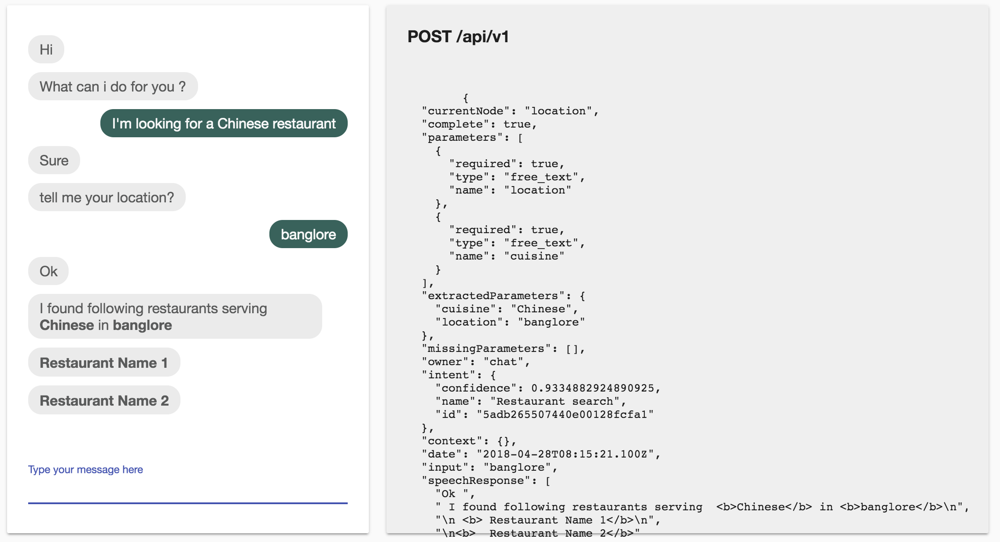 Hi
What can i do for you ?
I'm looking for a Chinese restaurant
Sure
tell me your location?
banglore
Ok
I found following restaurants serving
Chinese in banglore
Restaurant Name 1
Restaurant Name 2
Type your message here
POST /api/v1
{
"currentNode": "location",
"complete": true,
"parameters": [
{
"required": true,
"type": "free_text",
"name": "location"
},
{
"required": true,
"type": "free_text",
"name": "cuisine"
}
],
"extractedParameters": {
"cuisine": "Chinese",
"location": "banglore"
},
"missingParameters": [],
"owner": "chat",
"intent": {
"confidence": 0.9334882924890925,
"name": "Restaurant search",
"id": "5adb265507440e00128fcfa1"
},
"context": {},
"date": "2018-04-28T08:15:21.100Z",
"input": "banglore",
"speechResponse": [
"Ok ",
" I found following restaurants serving  <b>Chinese</b> in <b>banglore</b>\n",
"\n <b> Restaurant Name 1</b>\n",
"\n<b>  Restaurant Name 2</b>"